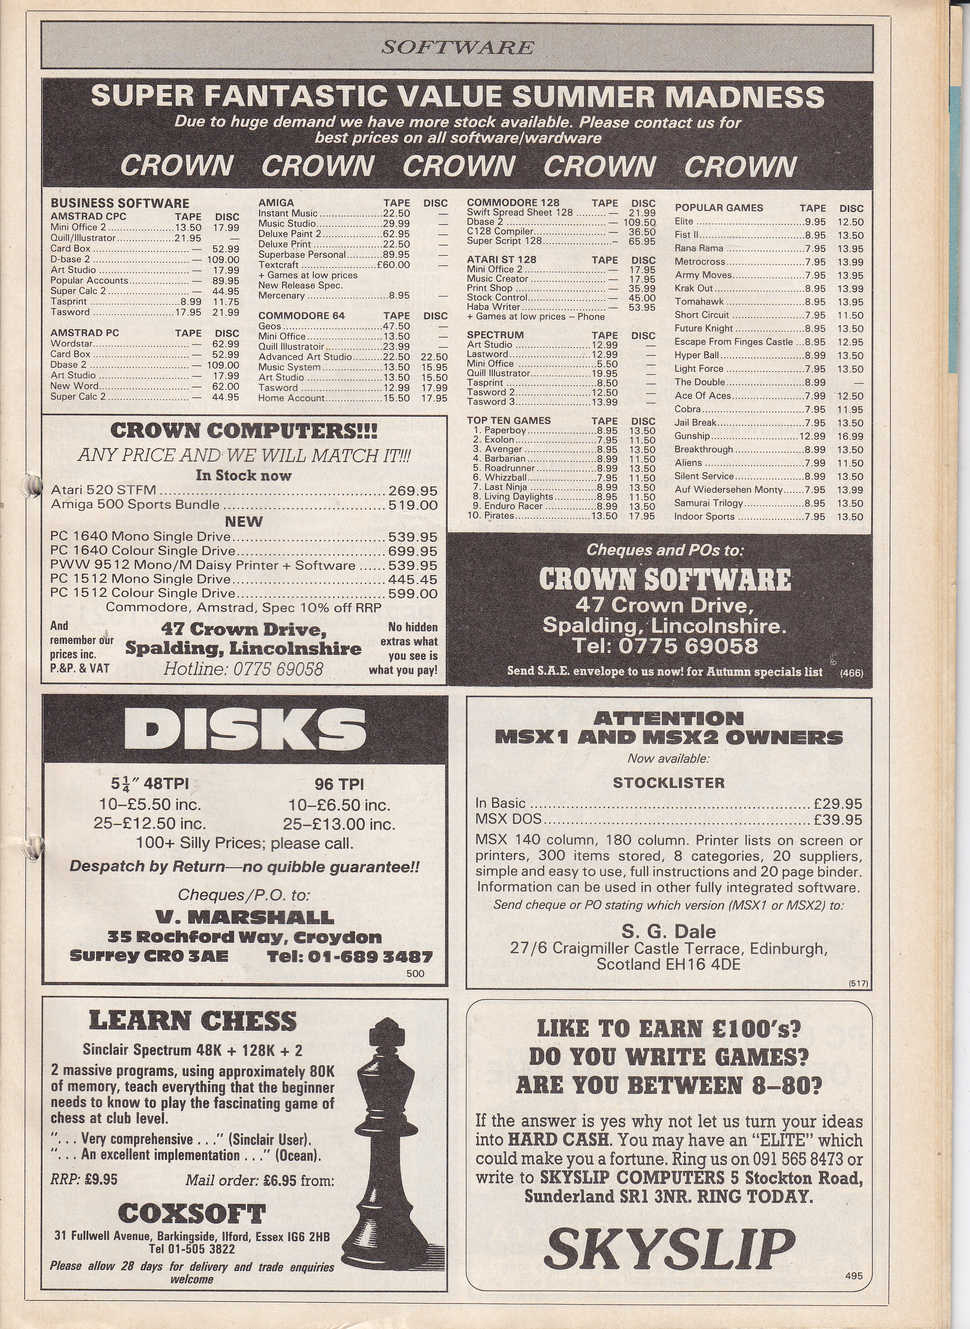 SOFTWARE
SUPER FANTASTIC VALUE SUMMER MADNESS
Due to huge demand we have more stock available. Please contact us for
best prices on all software/wardware
CROWN CROWN CROWN CROWN CROWN
BUSINESS SOFTWARE
AMSTRAD CPC TAPE DISC
Mini Office 2 13.50 17.99
Quill/Illustrator 21.95 —
Card Box — 52.99
D-base 2 — 109.00
Art Studio — 17.99
Popular Accounts — 89.95
Super Calc 2 — 44.95
Tasprint 8.99 11.75
Tasword 17.95 21.99
AMSTRAD PC TAPE DISC
Wordstar — 62.99
Card Box — 52.99
Dbase 2 — 109.00
Art Studio — 17.99
New Word — 62.00
Super Calc 2 — 44.95
AMIGA TAPE DISC
Instant Music 22.50 —
Music Studio 29.99 —
Deluxe Paint 2 62.95 —
Deluxe Print 22.50 —
Superbase Personal 89.95 —
Textcraft £60.00 —
+ Games at low prices
New Release Spec.
Mercenary 8.95 —
COMMODORE 64 TAPE DISC
Geos 47.50 —
Mini Office 13.50 —
Quill Illustratoir 23.99 —
Advanced Art Studio 22.50 22.50
Music System 13.50 15.95
Art Studio 13.50 15.50
Tasword 12.99 17.99
Home Account 15.50 17.95
COMMODORE 128 TAPE DISC
Swift Spread Sheet 128 — 21.99
Dbase 2 — 109.50
C128 Compiler — 36.50
Super Script 128 – 65.95
ATARI ST 128 TAPE DISC
Mini Office 2 — 17.95
Music Creator — 17.95
Print Shop — 35.99
Stock Control — 45.00
Haba Writer — 53.95
+ Games at low prices – Phone
SPECTRUM TAPE DISC
Art Studio 12.99 —
Lastword 12.99 —
Mini Office 5.50 —
Quill Illustrator 19.95 —
Tasprint 8.50 —
Tasword 2 12.50 —
Tasword 3 13.99 —
TOP TEN GAMES TAPE DISC
1. Paperboy 8.95 13.50
2. Exolon 7.95 11.50
3. Avenger 8.95 13.50
4. Barbarian 8.99 11.50
5. Roadrunner 8.99 13.50
6. Whizzball 7.95 11.50
7. Last Ninja 8.99 13.50
8. Living Daylights 8.95 11.50
9. Enduro Racer 8.99 13.50
10. Pirates 13.50 17.95
POPULAR GAMES TAPE DISC
Elite 9.95 12.50
Fist II 8.95 13.50
Rana Rama 7.95 13.95
Metrocross 7.95 13.99
Army Moves 7.95 13.95
Krak Out 8.95 13.95
Tomahawk 8.95 13.95
Short Circuit 7.95 11.50
Future Knight 8.95 13.50
Escape From Finges Castle 8.95 12.95
Hyper Ball 8.99 13.50
Light Force 7.95 13.50
The Double 8.99 —
Ace Of Aces 7.99 12.50
Cobra 7.95 11.95
Jail Break 7.95 13.50
Gunship 12.99 16.99
Breakthrough 8.99 13.50
Aliens 7.99 11.50
Silent Service 8.99 13.50
Auf Wiedersehen Monty 7.95 13.99
Samurai Trilogy 8.95 13.50
Indoor Sports 7.95 13.50
CROWN COMPUTERS!!!
ANY PRICE AND WE WILL MATCH IT!!!
In Stock now
Atari 520 STFM 269.95
Amiga 500 Sports Bundle 519.00
NEW
PC 1640 Mono Single Drive 539.95
PC 1640 Colour Single Drive 699.95
PWW 9512 Mono/M Daisy Printer + Software 539.95
PC 1512 Mono Single Drive 445.45
PC 1512 Colour Single Drive 599.00
Commodore, Amstrad, Spec 10% off RRP
And
remember our
prices inc.
P.&P. & VAT
47 Crown Drive,
Spalding, Lincolnshire
Hotline: 0775 69058
No hidden
extras what
you see is
what you pay!
Cheques and POs to:
CROWN SOFTWARE
47 Crown Drive,
Spalding, Lincolnshire.
Tel: 0775 69058
Send S.A.E. envelope to us now! for Autumn specials list (466)
DISKS
5¼″ 48TPI 96 TPI
10–£5.50 inc. 10–£6.50 inc.
25–£12.50 inc. 25–£13.00 inc.
100+ Silly Prices; please call.
Despatch by Return—no quibble guarantee!!
Cheques/P.O. to:
V. MARSHALL
35 Rochford Way, Croydon
Surrey CR0 3AE Tel: 01-689 3487
500
ATTENTION
MSX1 AND MSX2 OWNERS
Now available:
STOCKLISTER
In Basic £29.95
MSX DOS £39.95
MSX 140 column, 180 column. Printer lists on screen or
printers, 300 items stored, 8 categories, 20 suppliers,
simple and easy to use, full instructions and 20 page binder.
Information can be used in other fully integrated software.
Send cheque or PO stating which version (MSX1 or MSX2) to:
S. G. Dale
27/6 Craigmiller Castle Terrace, Edinburgh,
Scotland EH16 4DE
(517)
LEARN CHESS
Sinclair Spectrum 48K + 128K + 2
2 massive programs, using approximately 80K
of memory, teach everything that the beginner
needs to know to play the fascinating game of
chess at club level.
". . . Very comprehensive . . ." (Sinclair User).
". . . An excellent implementation . . ." (Ocean).
RRP: £9.95 Mail order: £6.95 from:
COXSOFT
31 Fullwell Avenue, Barkingside, Ilford, Essex IG6 2HB
Tel 01-505 3822
Please allow 28 days for delivery and trade enquiries
welcome
LIKE TO EARN £100's?
DO YOU WRITE GAMES?
ARE YOU BETWEEN 8–80?
If the answer is yes why not let us turn your ideas
into HARD CASH. You may have an "ELITE" which
could make you a fortune. Ring us on 091 565 8473 or
write to SKYSLIP COMPUTERS 5 Stockton Road,
Sunderland SR1 3NR. RING TODAY.
SKYSLIP
495